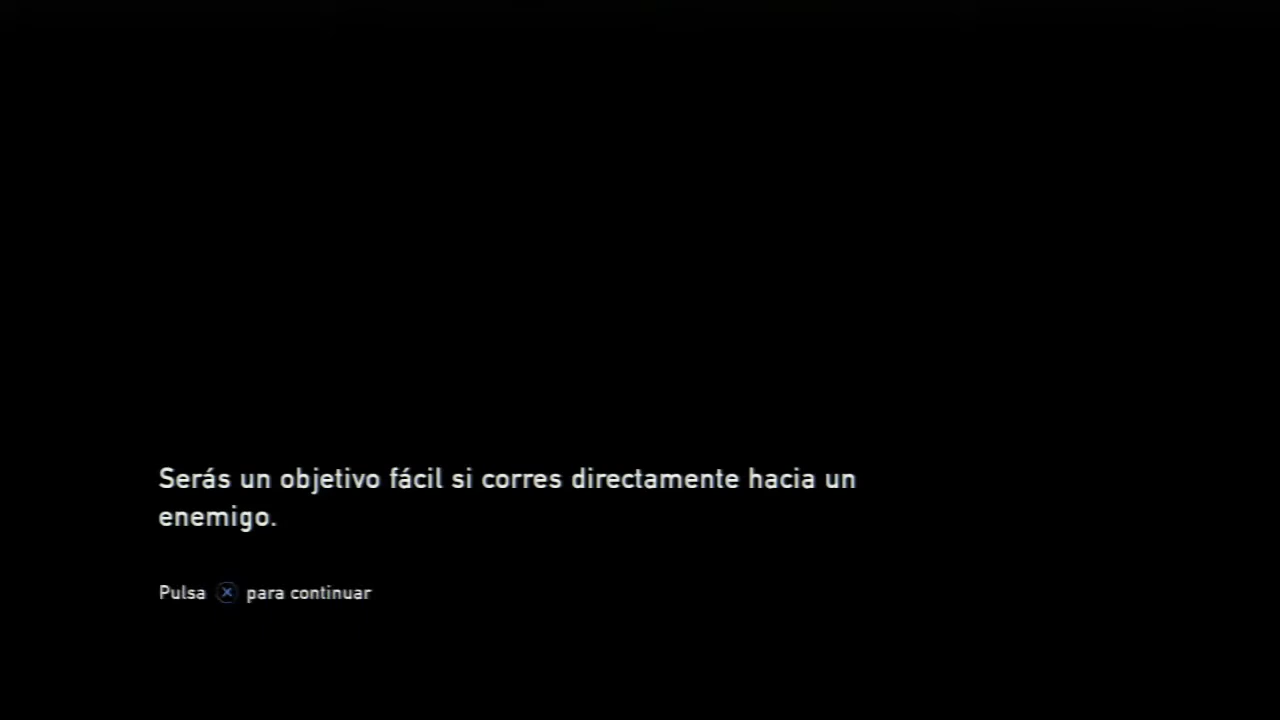 Serás un objetivo fácil si corres directamente hacia un
enemigo.
Pulsa ⓧ para continuar